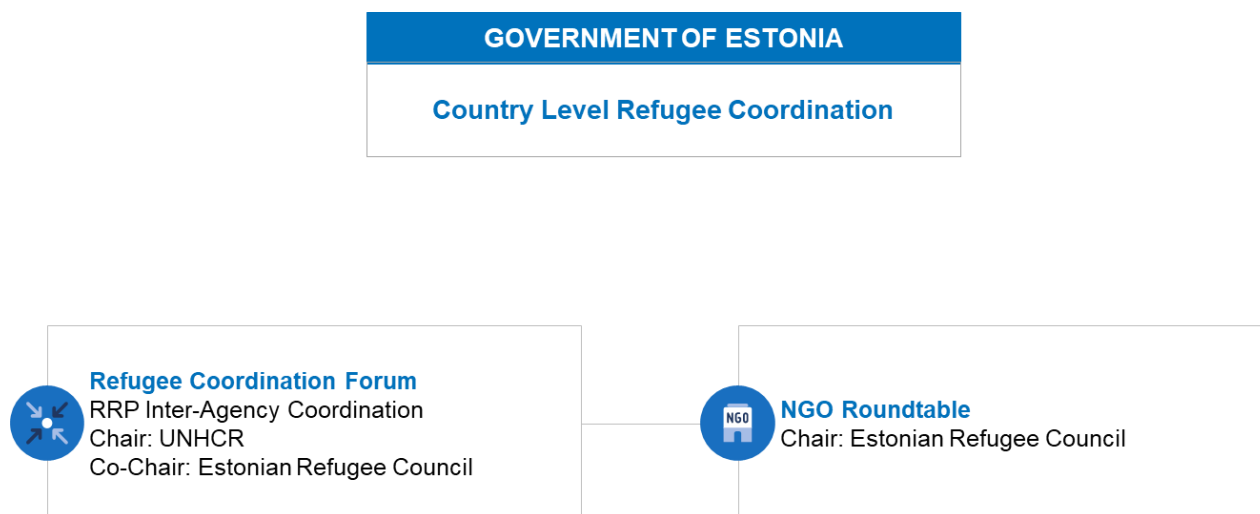 GOVERNMENT OF ESTONIA
Country Level Refugee Coordination
Refugee Coordination Forum
RRP Inter-Agency Coordination
Chair: UNHCR
Co-Chair: Estonian Refugee Council
NGO
NGO Roundtable
Chair: Estonian Refugee Council